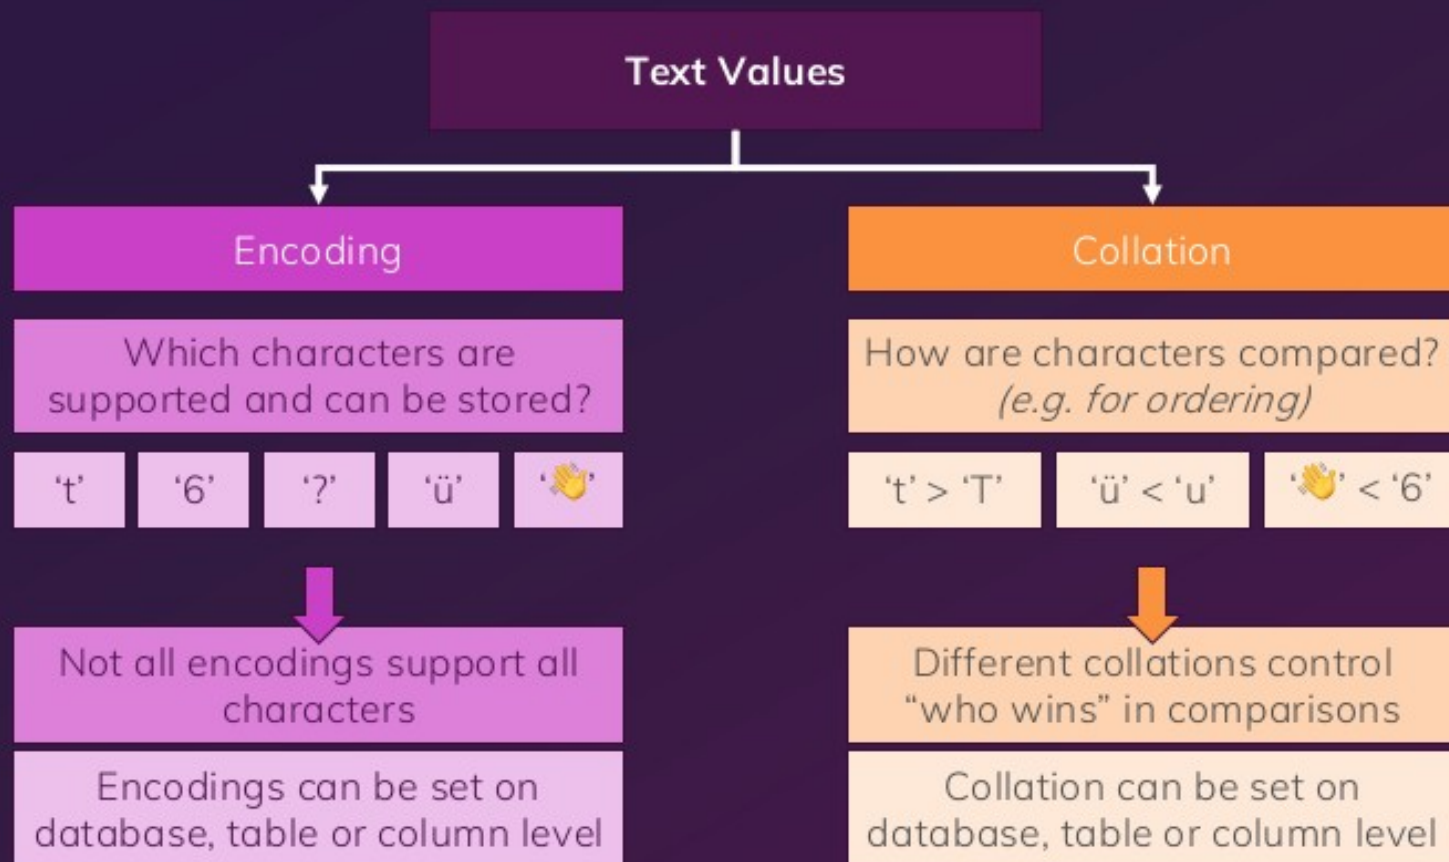 Text Values
Encoding
Which characters are
supported and can be stored?
‘t’
‘6’
‘?’
‘ü’
‘👋’
Not all encodings support all
characters
Encodings can be set on
database, table or column level
Collation
How are characters compared?
(e.g. for ordering)
‘t’ > ‘T’
‘ü’ < ‘u’
‘👋’ < ‘6’
Different collations control
“who wins” in comparisons
Collation can be set on
database, table or column level